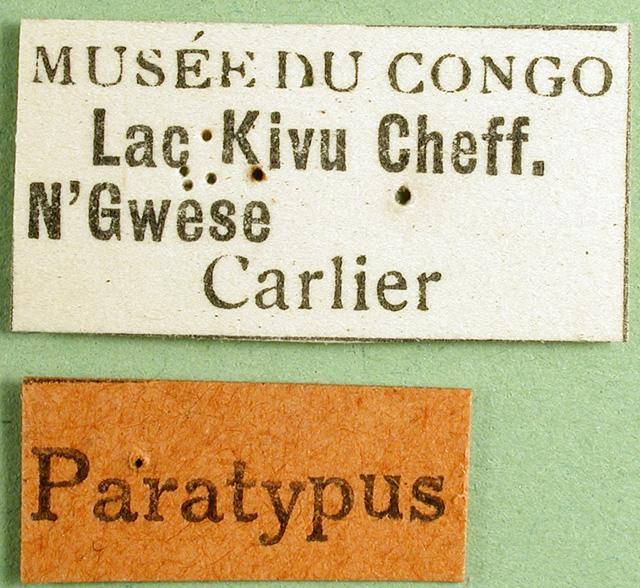 MUSÉE DU CONGO
Lac Kivu Cheff.
N'Gwese
Carlier
Paratypus